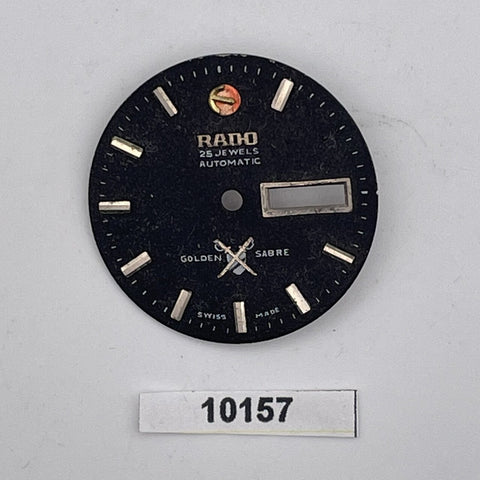 RADO
25 JEWELS
AUTOMATIC
GOLDEN SABRE
SWISS MADE
10157